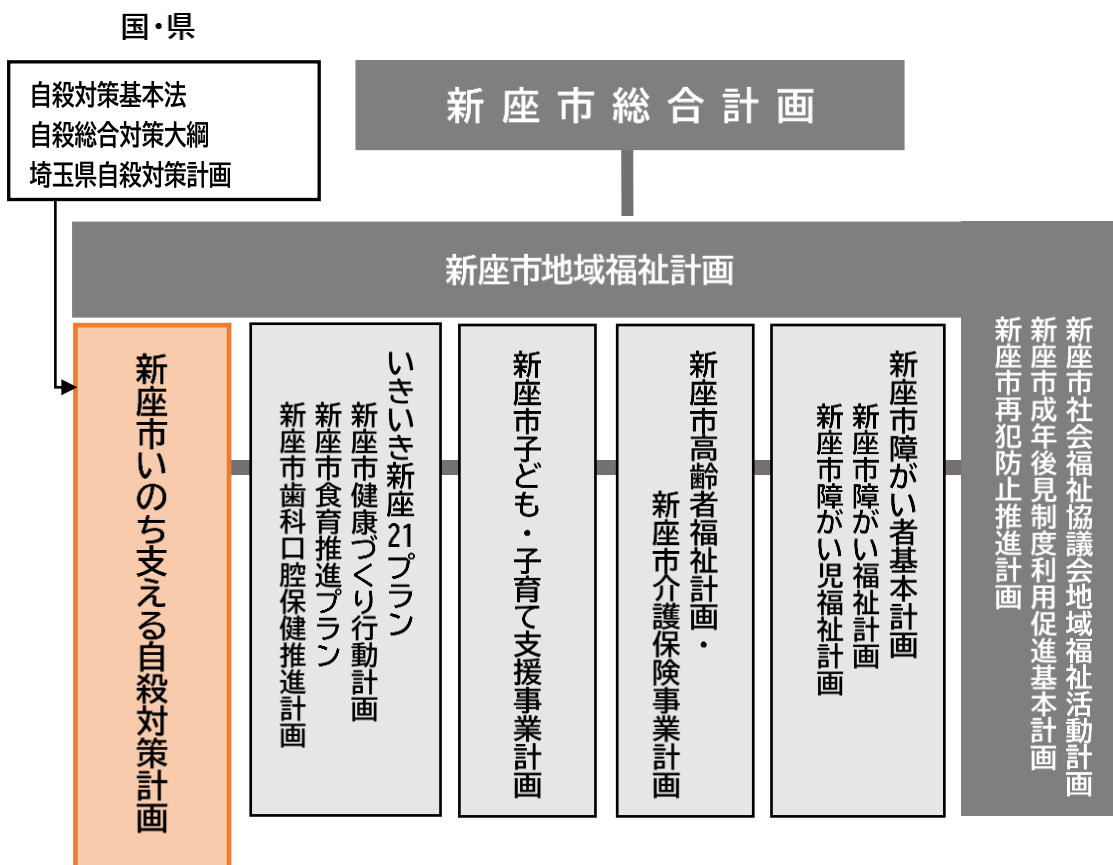 国・県
自殺対策基本法
自殺総合対策大綱
埼玉県自殺対策計画
新座市総合計画
新座市地域福祉計画
新座市いのち支える自殺対策計画
いきいき新座21プラン
新座市健康づくり行動計画
新座市食育推進プラン
新座市歯科口腔保健推進計画
新座市子ども・子育て支援事業計画
新座市高齢者福祉計画・
新座市介護保険事業計画
新座市障がい者基本計画
新座市障がい福祉計画
新座市障がい児福祉計画
新座市社会福祉協議会地域福祉活動計画
新座市成年後見制度利用促進基本計画
新座市再犯防止推進計画